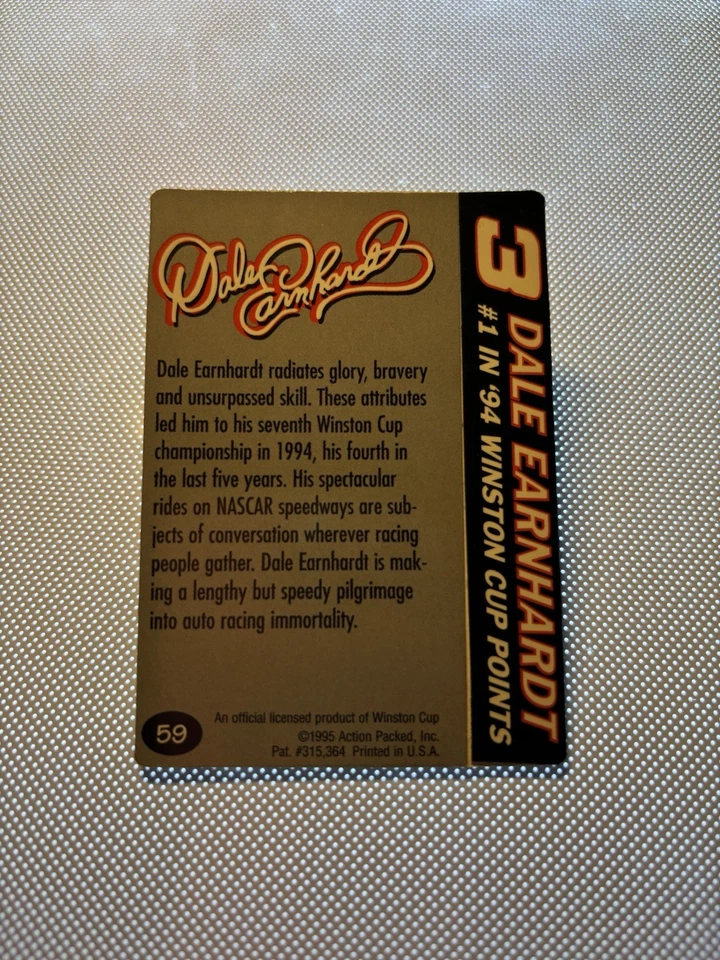 Dale Earnhardt
Dale Earnhardt radiates glory, bravery
and unsurpassed skill. These attributes
led him to his seventh Winston Cup
championship in 1994, his fourth in
the last five years. His spectacular
rides on NASCAR speedways are sub-
jects of conversation wherever racing
people gather. Dale Earnhardt is mak-
ing a lengthy but speedy pilgrimage
into auto racing immortality.
59
An official licensed product of Winston Cup
©1995 Action Packed, Inc.
Pat. #315,364 Printed in U.S.A.
3 DALE EARNHARDT
#1 IN '94 WINSTON CUP POINTS